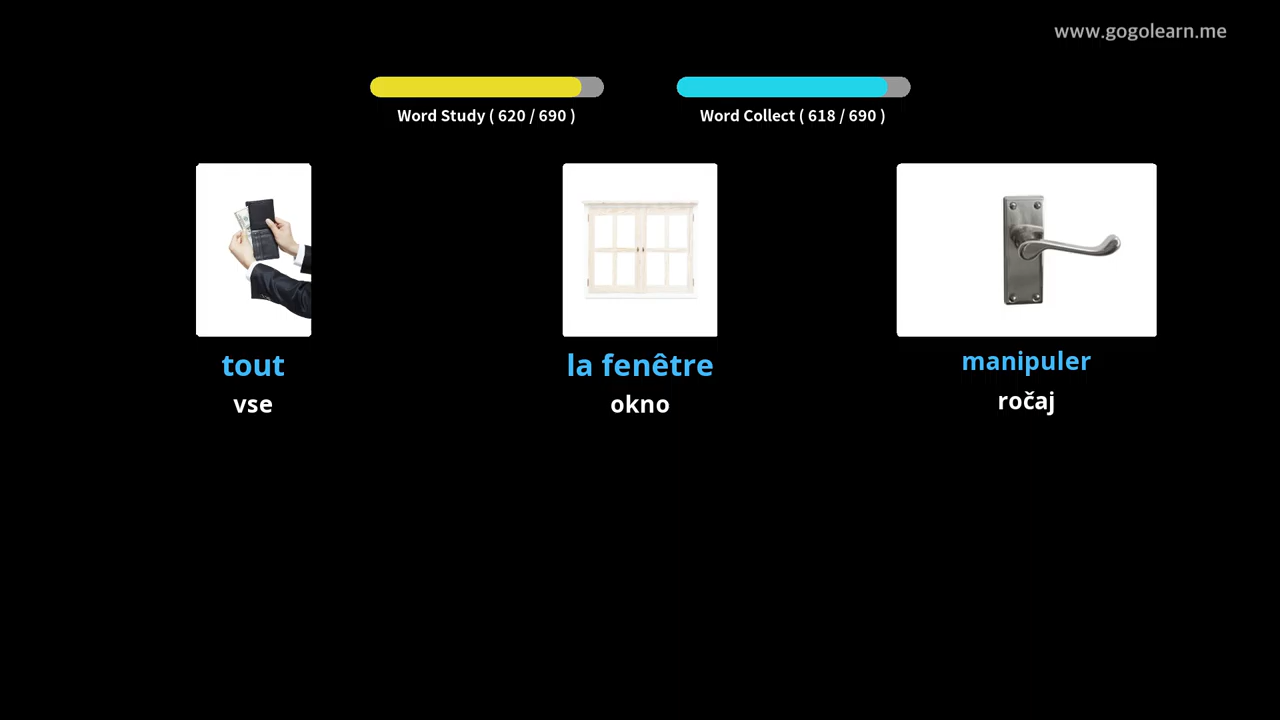 www.gogolearn.me
Word Study ( 620 / 690 )
Word Collect ( 618 / 690 )
tout
vse
la fenêtre
okno
manipuler
ročaj